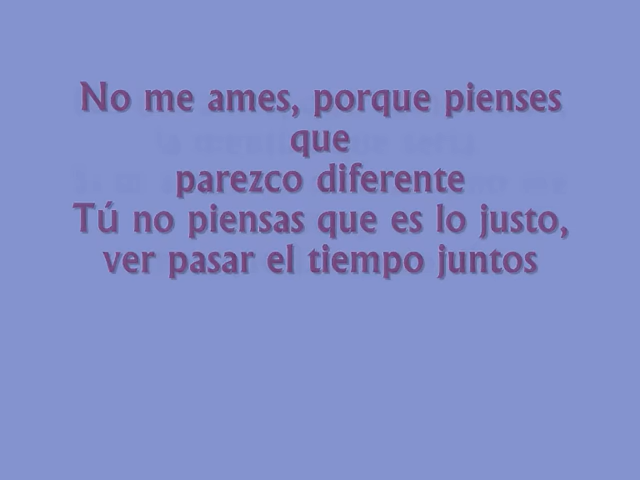 No me ames, porque pienses
que
parezco diferente
Tú no piensas que es lo justo,
ver pasar el tiempo juntos